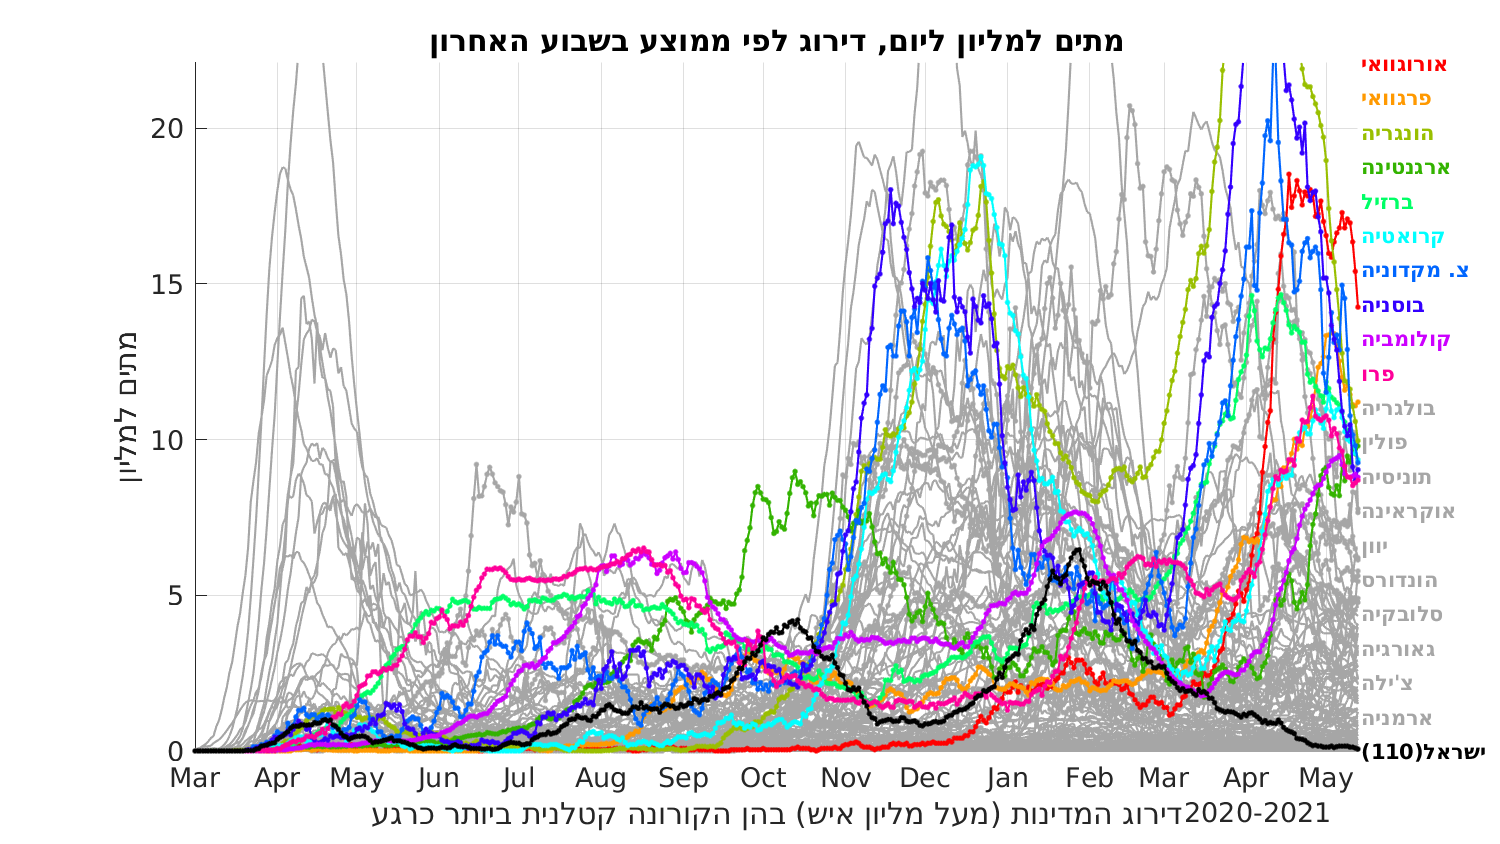 מתים למליון ליום, דירוג לפי ממוצע בשבוע האחרון
מתים למליון
20
15
10
5
0
Mar Apr May Jun Jul Aug Sep Oct Nov Dec Jan Feb Mar Apr May
דירוג המדינות (מעל מליון איש) בהן הקורונה קטלנית ביותר כרגע2020-2021
אורוגוואי
פרגוואי
הונגריה
ארגנטינה
ברזיל
קרואטיה
צ. מקדוניה
בוסניה
קולומביה
פרו
בולגריה
פולין
תוניסיה
אוקראינה
יוון
הונדורס
סלובקיה
גאורגיה
צ'ילה
ארמניה
ישראל(110)